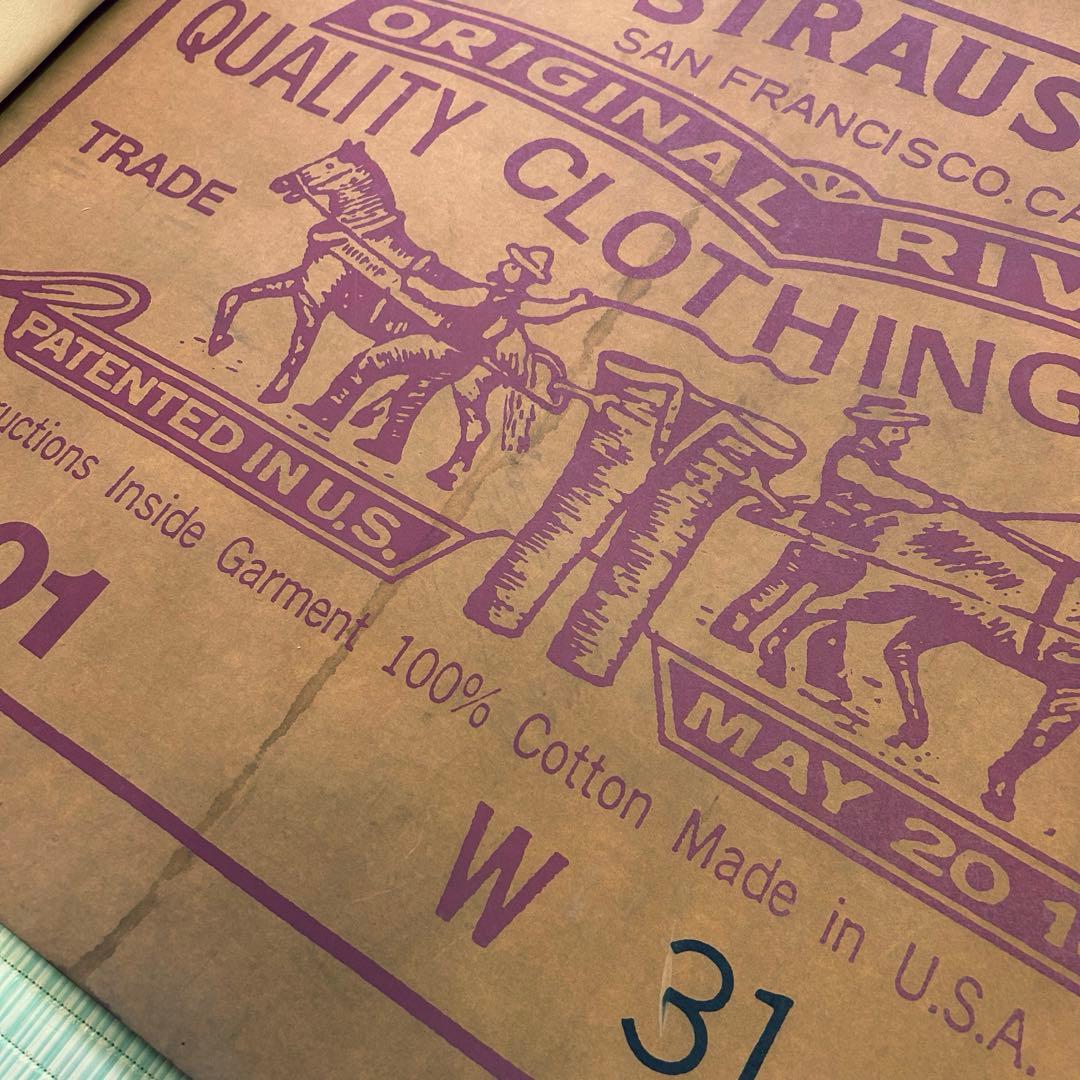 STRAUS
SAN FRANCISCO.CA
ORIGINAL RIV
QUALITY CLOTHING
TRADE
PATENTED IN U.S.
MAY 20 1
uctions Inside Garment 100% Cotton Made in U.S.A.
01
W 31